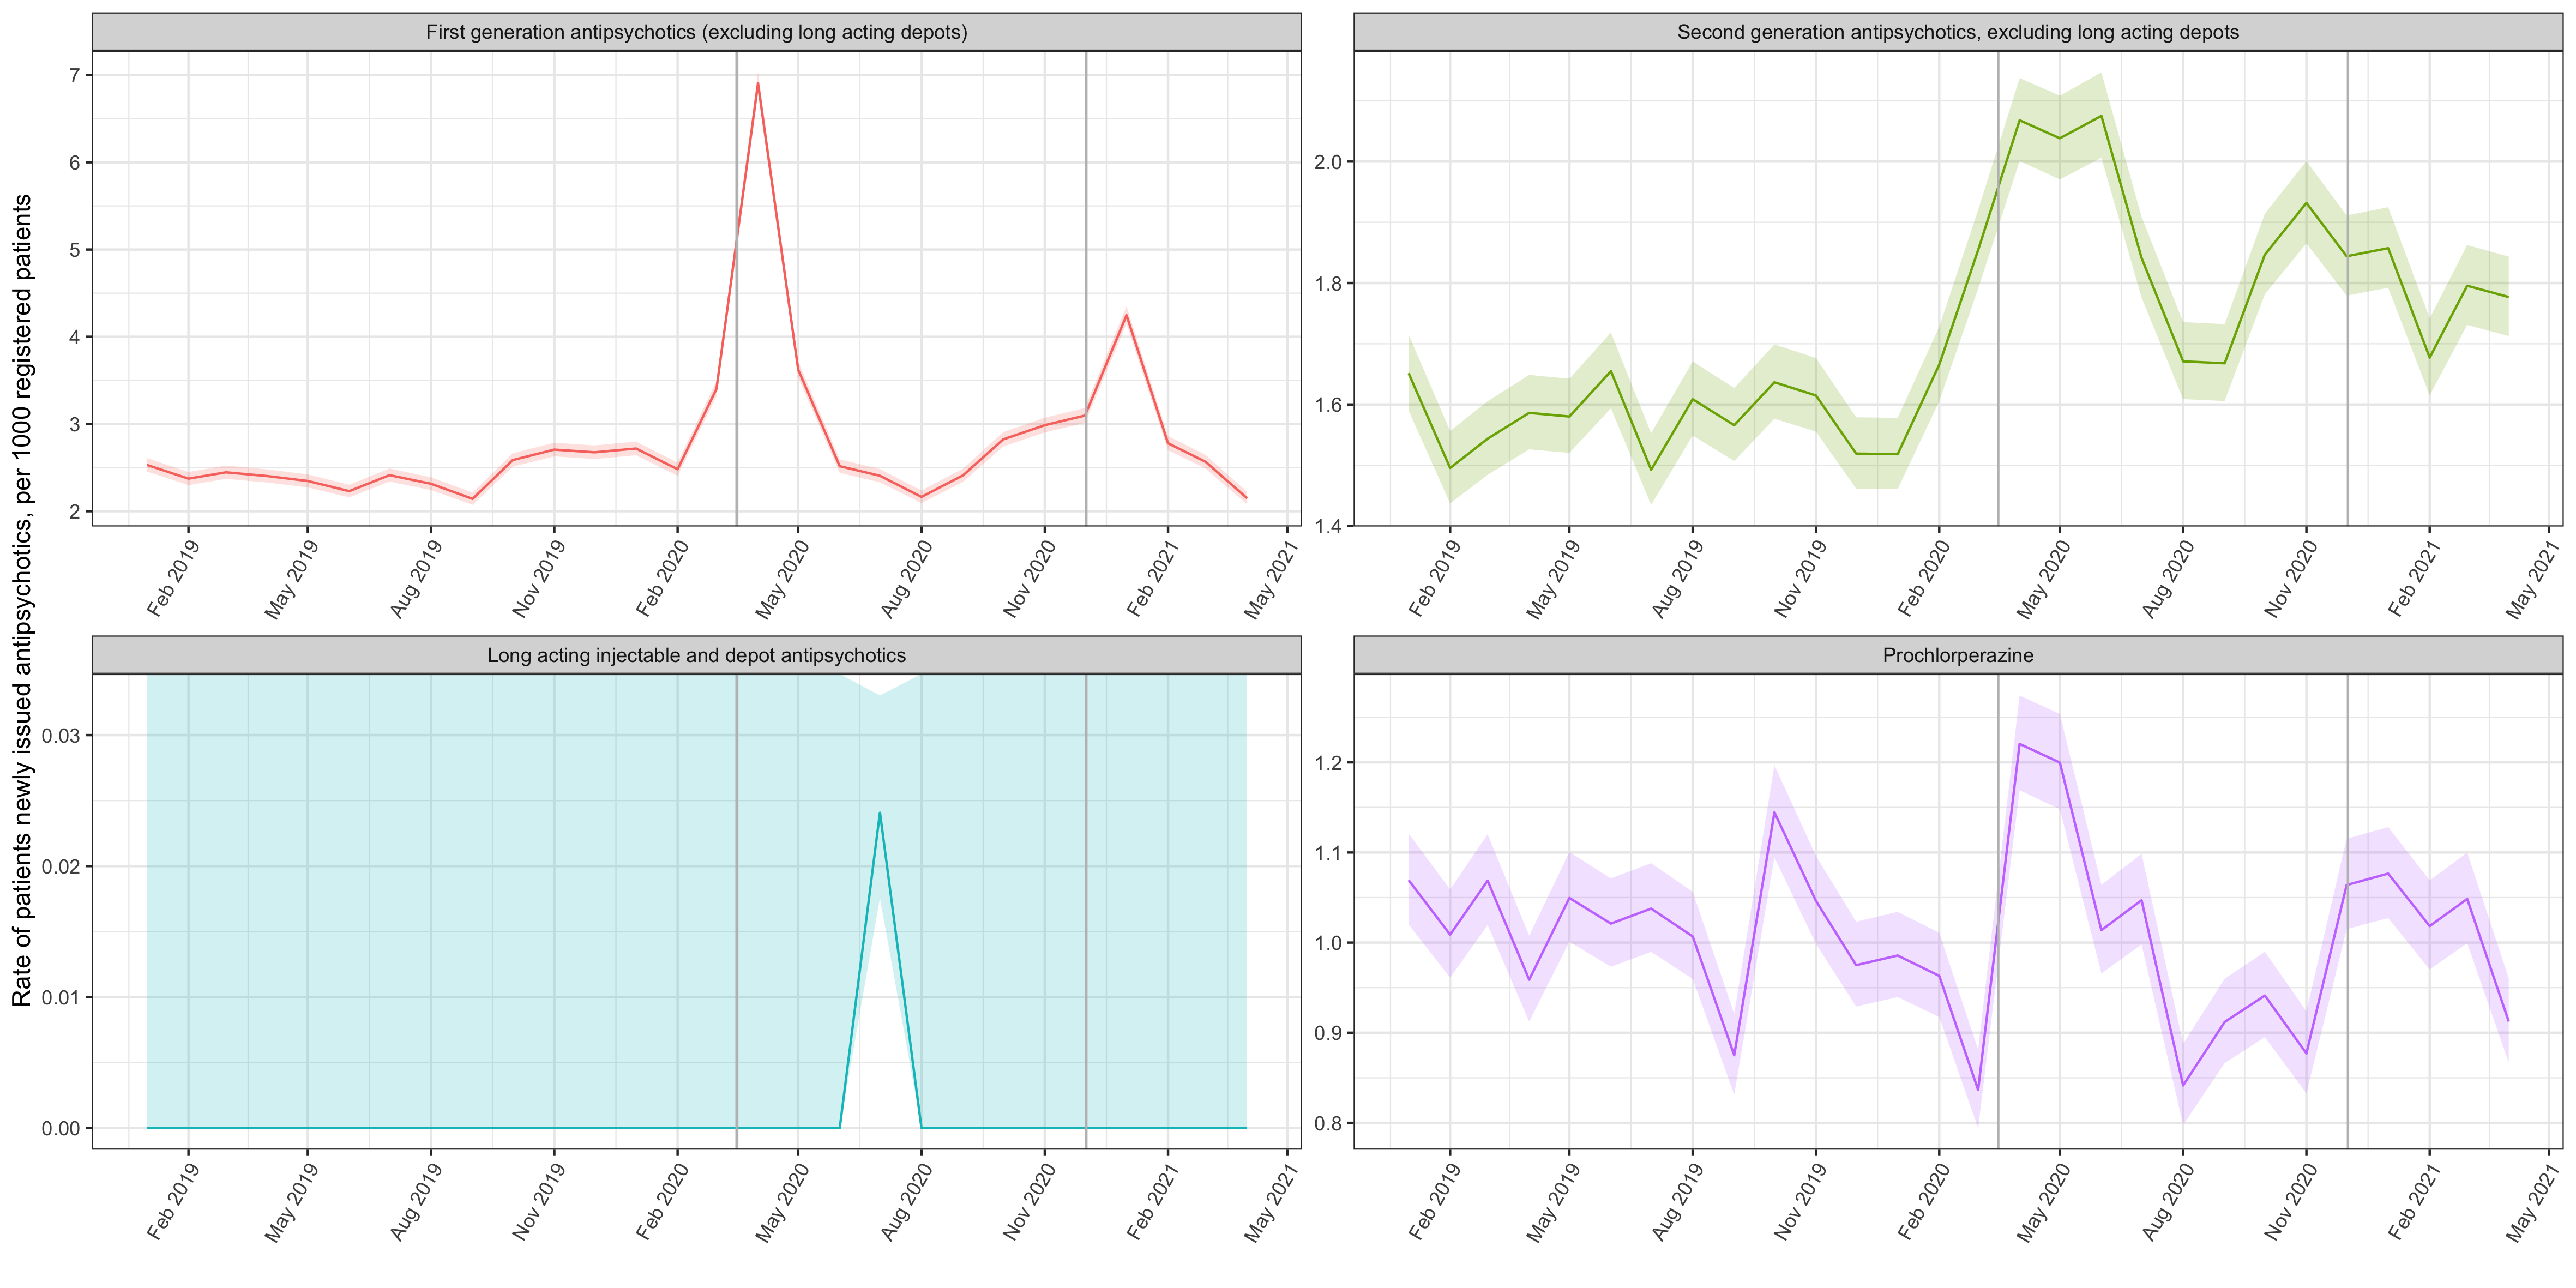 Rate of patients newly issued antipsychotics, per 1000 registered patients
First generation antipsychotics (excluding long acting depots)
7
6
5
4
3
2
Feb 2019
May 2019
Aug 2019
Nov 2019
Feb 2020
May 2020
Aug 2020
Nov 2020
Feb 2021
May 2021
Second generation antipsychotics, excluding long acting depots
2.0
1.8
1.6
1.4
Feb 2019
May 2019
Aug 2019
Nov 2019
Feb 2020
May 2020
Aug 2020
Nov 2020
Feb 2021
May 2021
Long acting injectable and depot antipsychotics
0.03
0.02
0.01
0.00
Feb 2019
May 2019
Aug 2019
Nov 2019
Feb 2020
May 2020
Aug 2020
Nov 2020
Feb 2021
May 2021
Prochlorperazine
1.2
1.1
1.0
0.9
0.8
Feb 2019
May 2019
Aug 2019
Nov 2019
Feb 2020
May 2020
Aug 2020
Nov 2020
Feb 2021
May 2021